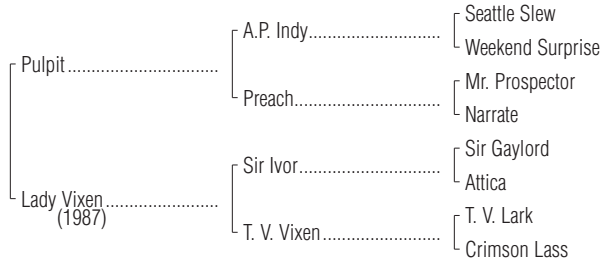 Seattle Slew
A.P. Indy
Weekend Surprise
Pulpit
Mr. Prospector
Preach
Narrate
Sir Gaylord
Sir Ivor
Attica
Lady Vixen
(1987)
T. V. Lark
T. V. Vixen
Crimson Lass